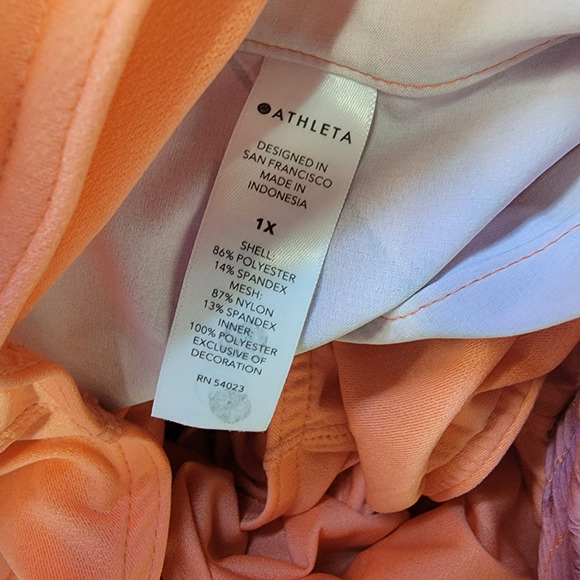 ATHLETA
DESIGNED IN
SAN FRANCISCO
MADE IN
INDONESIA
1X
SHELL:
86% POLYESTER
14% SPANDEX
MESH:
87% NYLON
13% SPANDEX
INNER:
100% POLYESTER
EXCLUSIVE OF
DECORATION
RN 54023